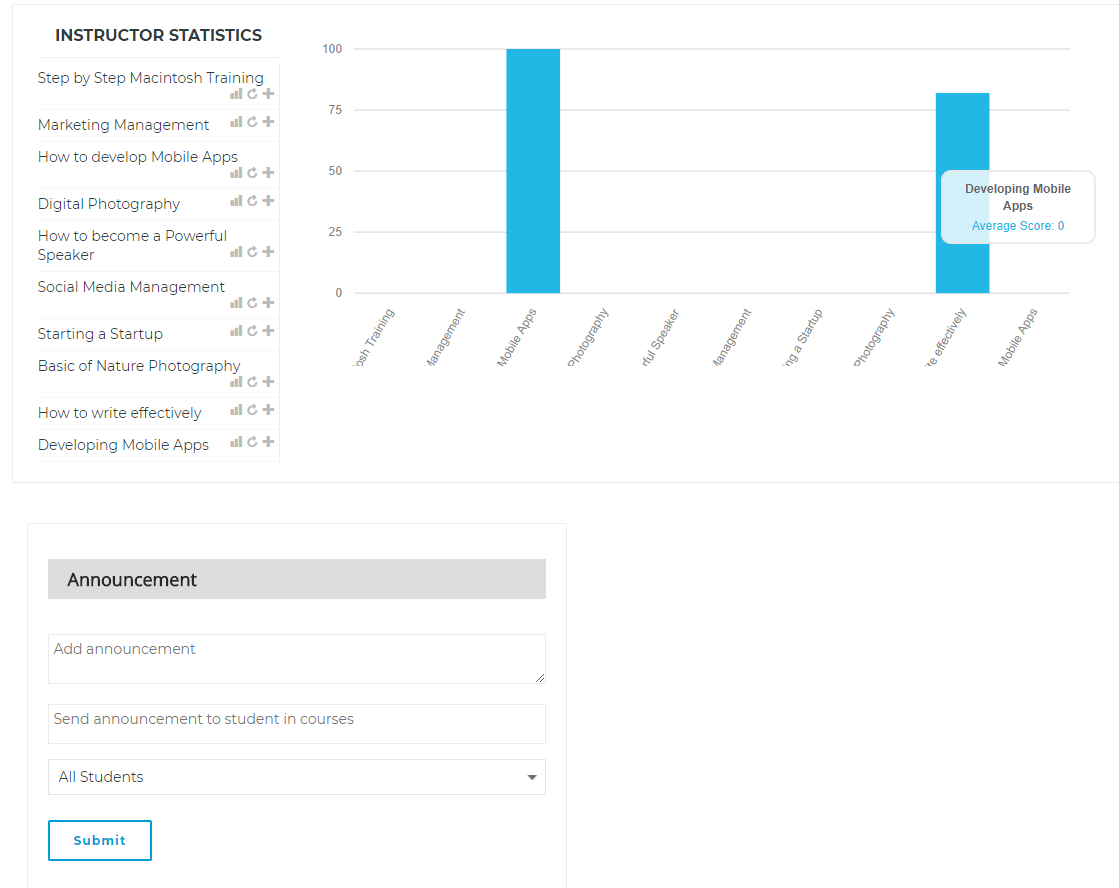 INSTRUCTOR STATISTICS
Step by Step Macintosh Training
Marketing Management
How to develop Mobile Apps
Digital Photography
How to become a Powerful
Speaker
Social Media Management
Starting a Startup
Basic of Nature Photography
How to write effectively
Developing Mobile Apps
100
75
50
25
0
Developing Mobile
Apps
Average Score: 0
osh Training
Management
Mobile Apps
Photography
rful Speaker
Management
ng a Startup
Photography
te effectively
Mobile Apps
Announcement
Add announcement
Send announcement to student in courses
All Students
Submit